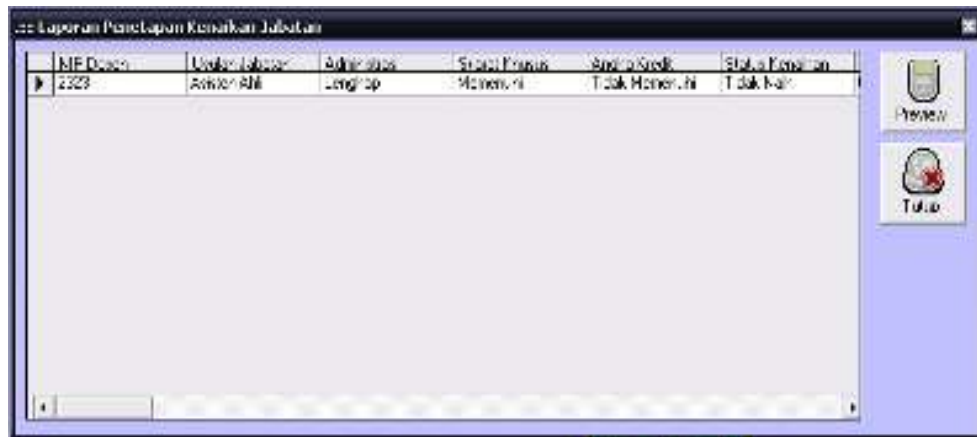 .:: Laporan Penetapan Kenaikan Jabatan
NIP Dosen Usulan Jabatan Administrasi Syarat Khusus Angka Kredit Status Kenaikan
2323 Asisten Ahli Lengkap Memenuhi Tidak Memenuhi Tidak Naik
Preview
Tutup